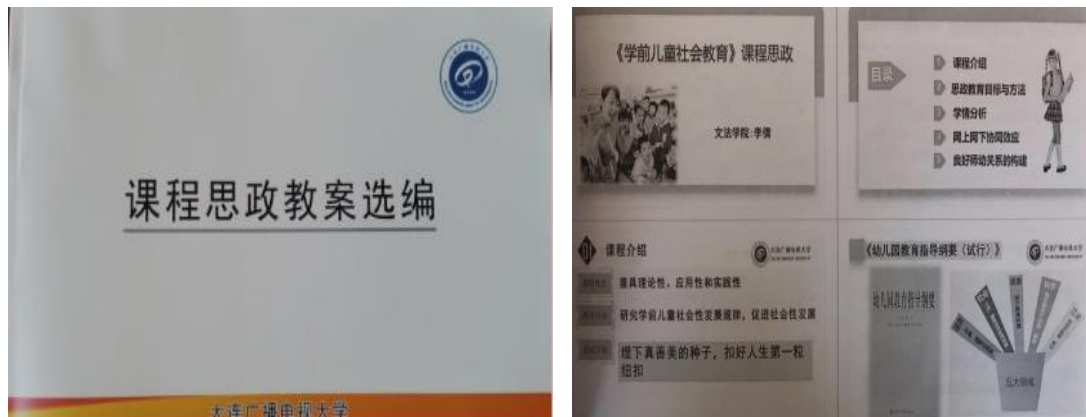 课程思政教案选编
大连广播电视大学
《学前儿童社会教育》课程思政
文法学院:李倩
目录
课程介绍
思政教育目标与方法
学情分析
网上网下协同效应
良好师幼关系的构建
01 课程介绍
大连广播电视大学
兼具理论性、应用性和实践性
研究学前儿童社会性发展规律，促进社会性发展
埋下真善美的种子，扣好人生第一粒
纽扣
《幼儿园教育指导纲要（试行）》
大连广播电视大学
幼儿园教育指导纲要
五大领域